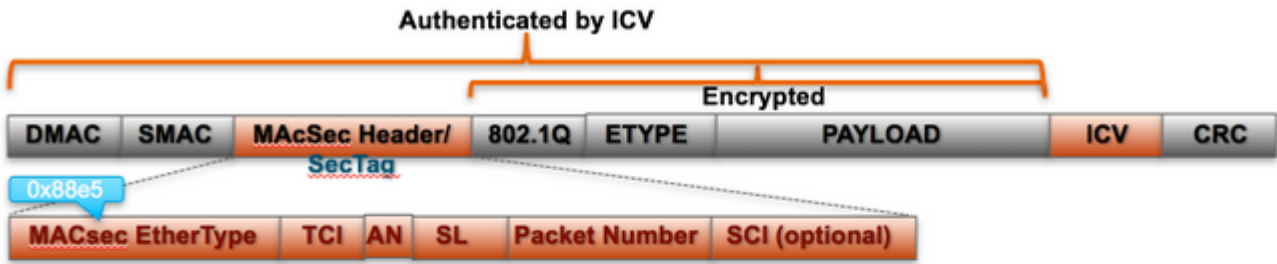 Authenticated by ICV
Encrypted
DMAC SMAC MAcSec Header/ 802.1Q ETYPE PAYLOAD ICV CRC
SecTag
0x88e5
MACsec EtherType TCI AN SL Packet Number SCI (optional)